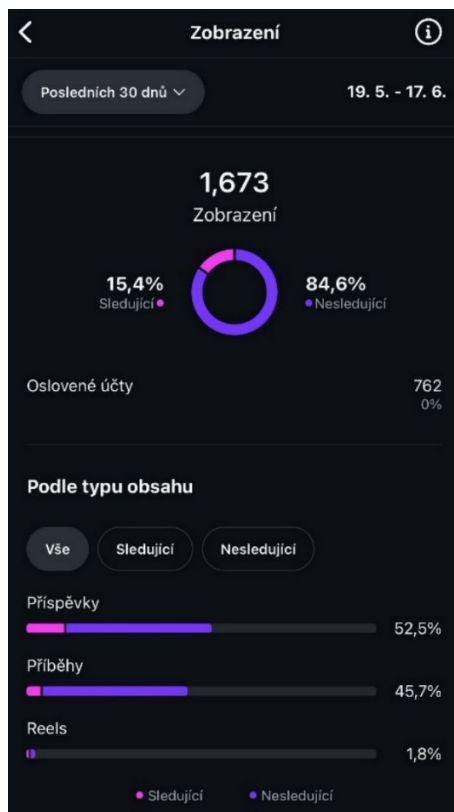 Zobrazení
Posledních 30 dnů
19. 5. - 17. 6.
1,673
Zobrazení
15,4%
Sledující
84,6%
Nesledující
Oslovené účty
762
0%
Podle typu obsahu
Vše
Sledující
Nesledující
Příspěvky
52,5%
Příběhy
45,7%
Reels
1,8%
Sledující
Nesledující